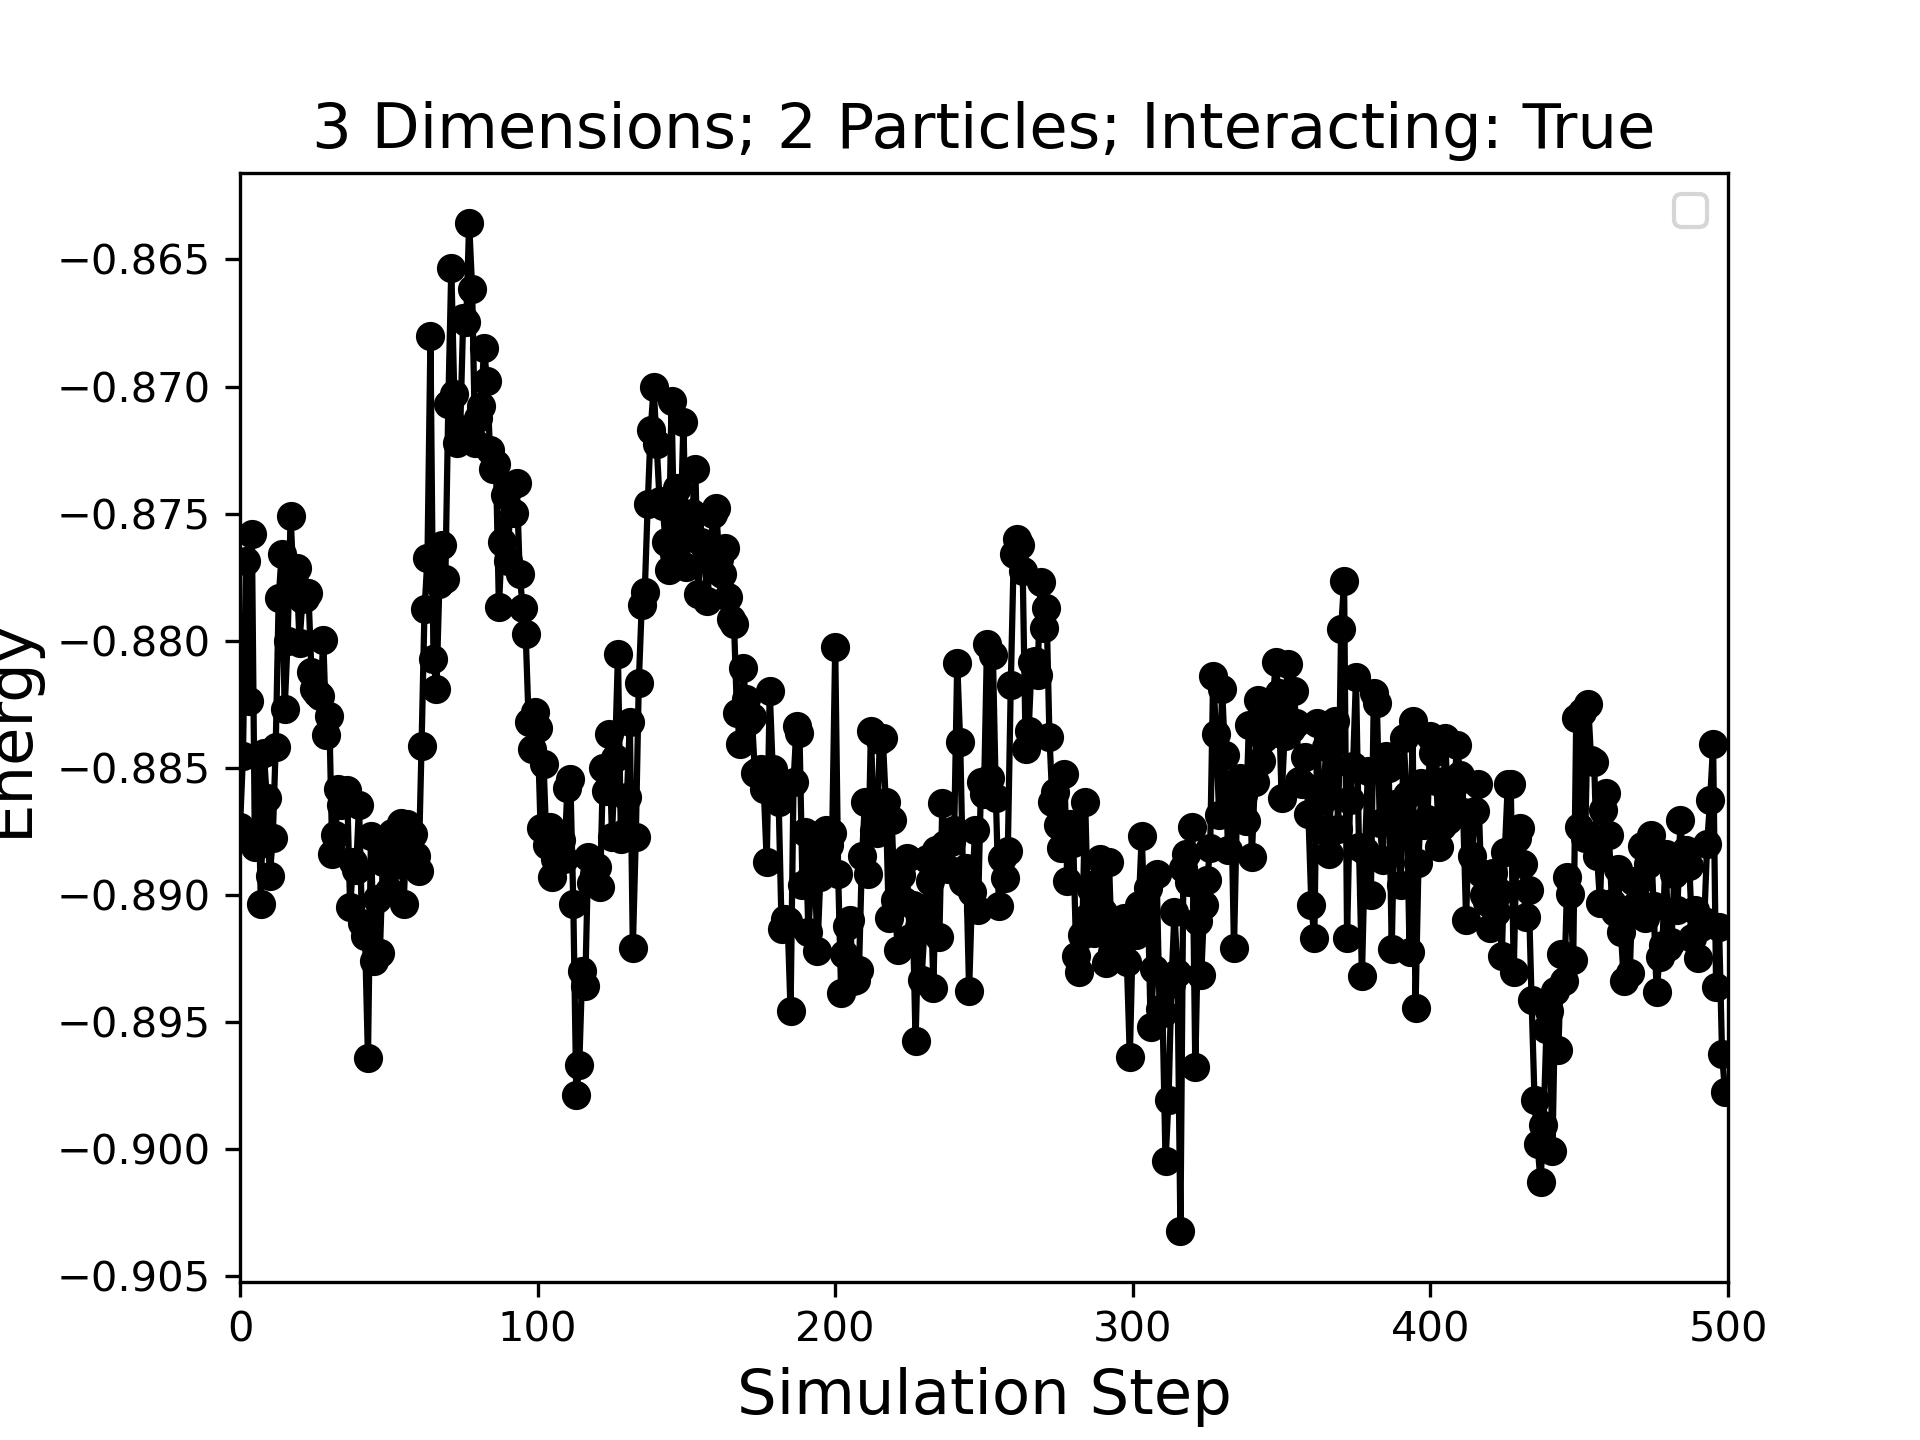 3 Dimensions; 2 Particles; Interacting: True
Energy
−0.865
−0.870
−0.875
−0.880
−0.885
−0.890
−0.895
−0.900
−0.905
0 100 200 300 400 500
Simulation Step